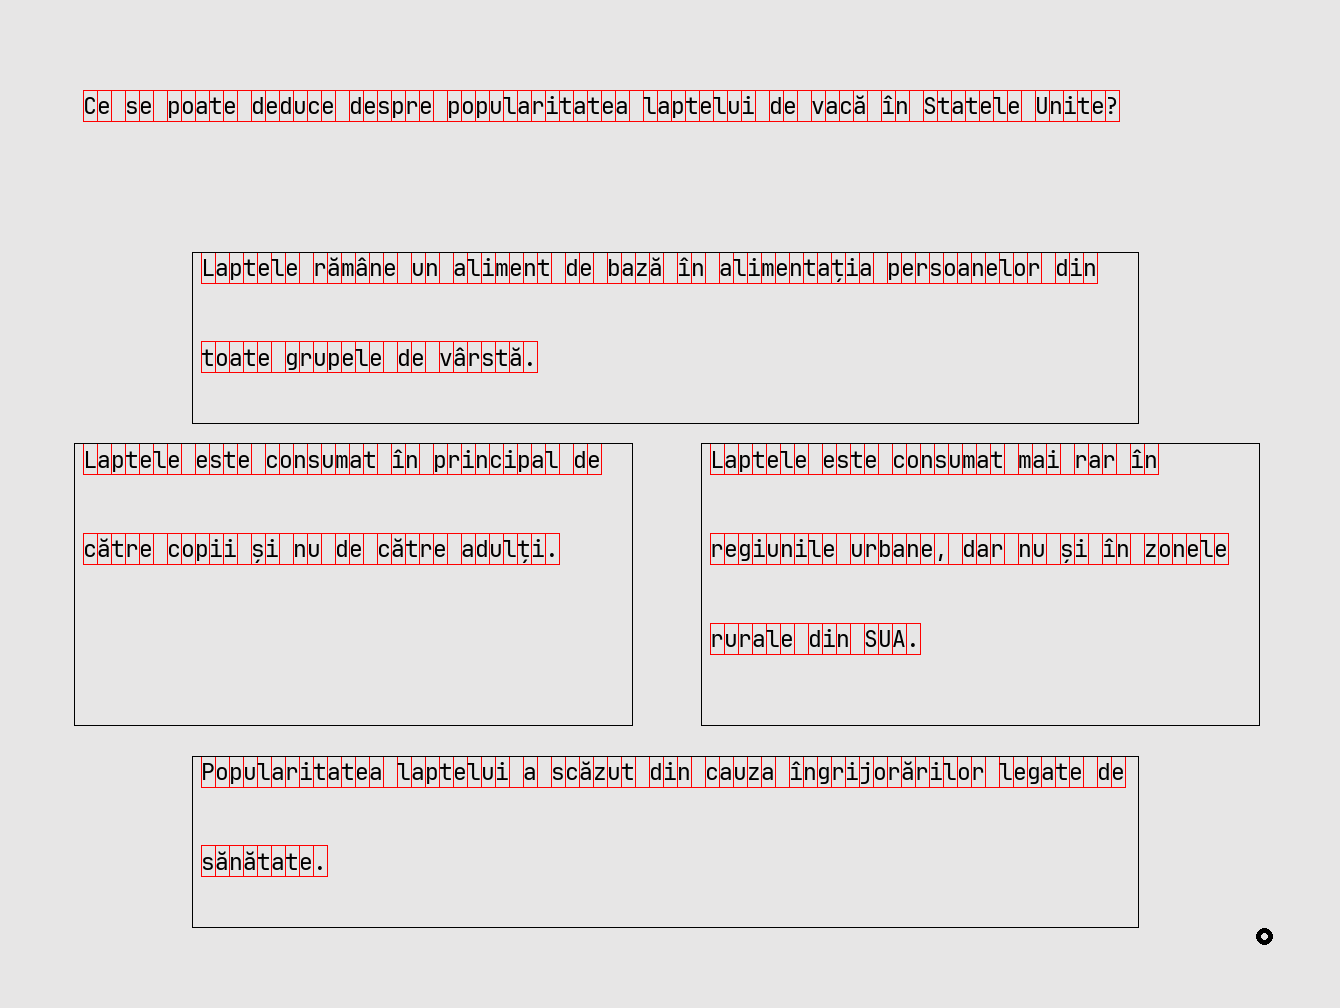 Ce se poate deduce despre popularitatea laptelui de vacă în Statele Unite?
Laptele rămâne un aliment de bază în alimentația persoanelor din
toate grupele de vârstă.
Laptele este consumat în principal de
către copii și nu de către adulți.
Laptele este consumat mai rar în
regiunile urbane, dar nu și în zonele
rurale din SUA.
Popularitatea laptelui a scăzut din cauza îngrijorărilor legate de
sănătate.